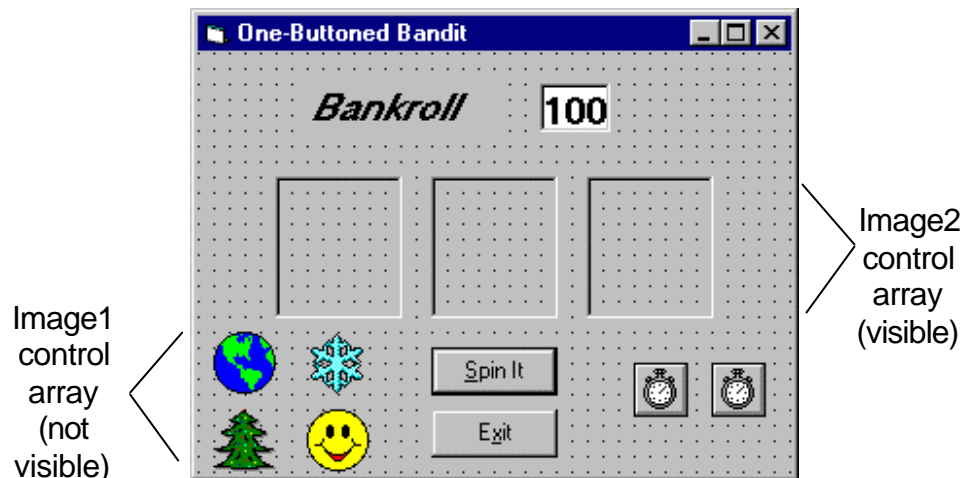 One-Buttoned Bandit
Bankroll
100
Image2
control
array
(visible)
Image1
control
array
(not
visible)
Spin It
Exit